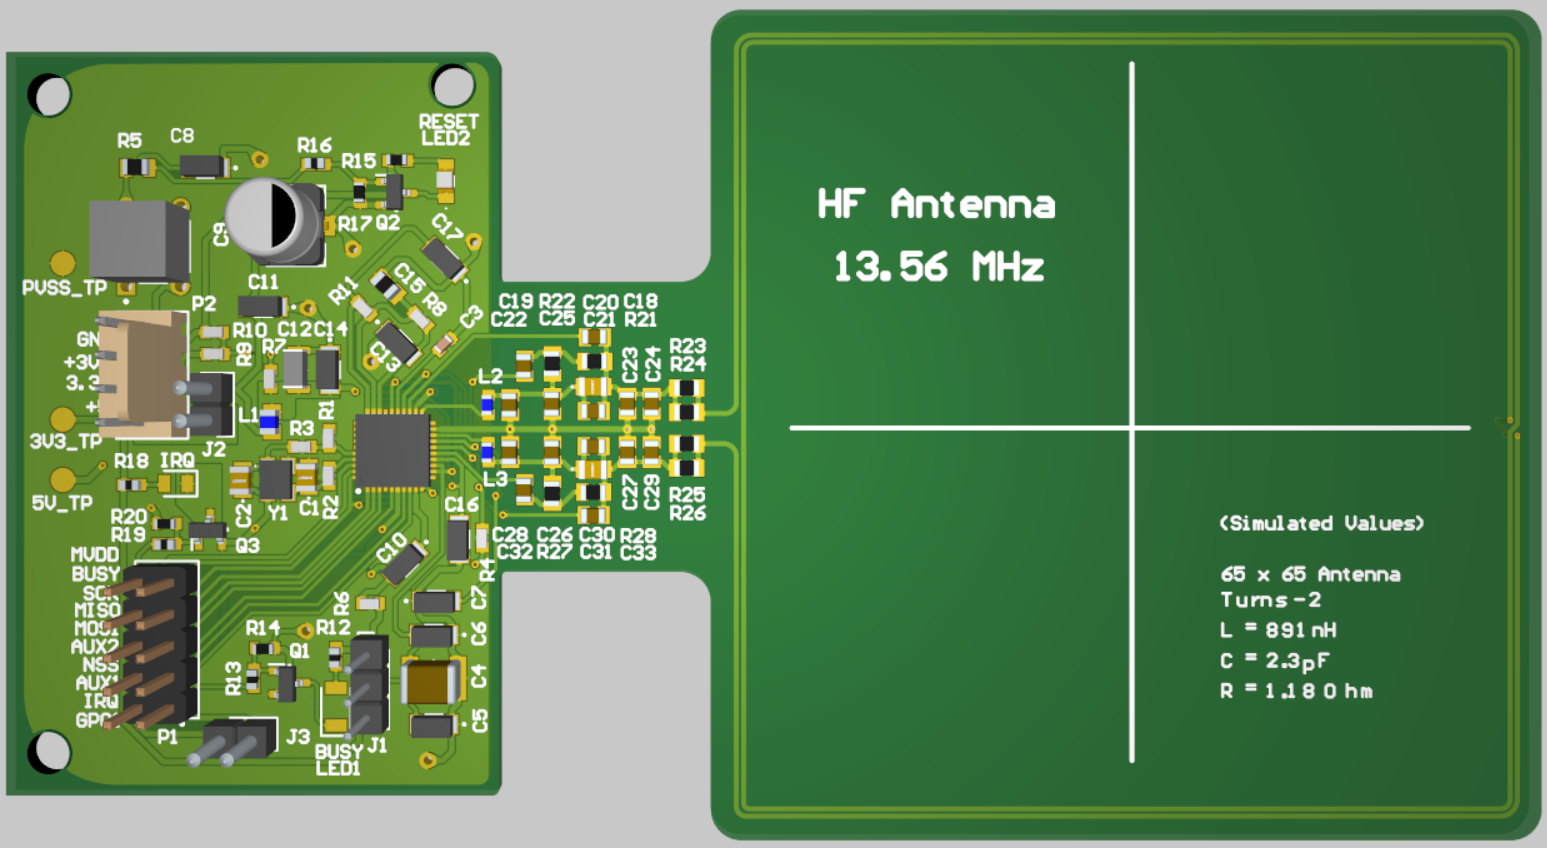 R5 C8
R16
R15
RESET
LED2
C9
R17 Q2
C17
PVSS_TP
P2
C11
R11
C15
R8
C3
C13
GN
+3V
3.3
+
R10 C12 C14
R9
R7
R1
L1
J2
3V3_TP
R18 IRQ
R3
5V_TP
C2
Y1
C1
R2
R20
R19
Q3
C16
C10
R4
C19 R22 C20 C18
C22 C25 C21 R21
L2
C23
C24
R23
R24
L3
C27
C29
R25
R26
C28 C26 C30 R28
C32 R27 C31 C33
MVDD
BUSY
SCK
MISO
MOSI
AUX2
NSS
AUX1
IRQ
GPO
P1
J3
R6
R14
R13
Q1
R12
BUSY
LED1
J1
C7
C6
C4
C5
HF Antenna
13.56 MHz
(Simulated Values)
65 x 65 Antenna
Turns-2
L = 891nH
C = 2.3pF
R = 1.18Ohm